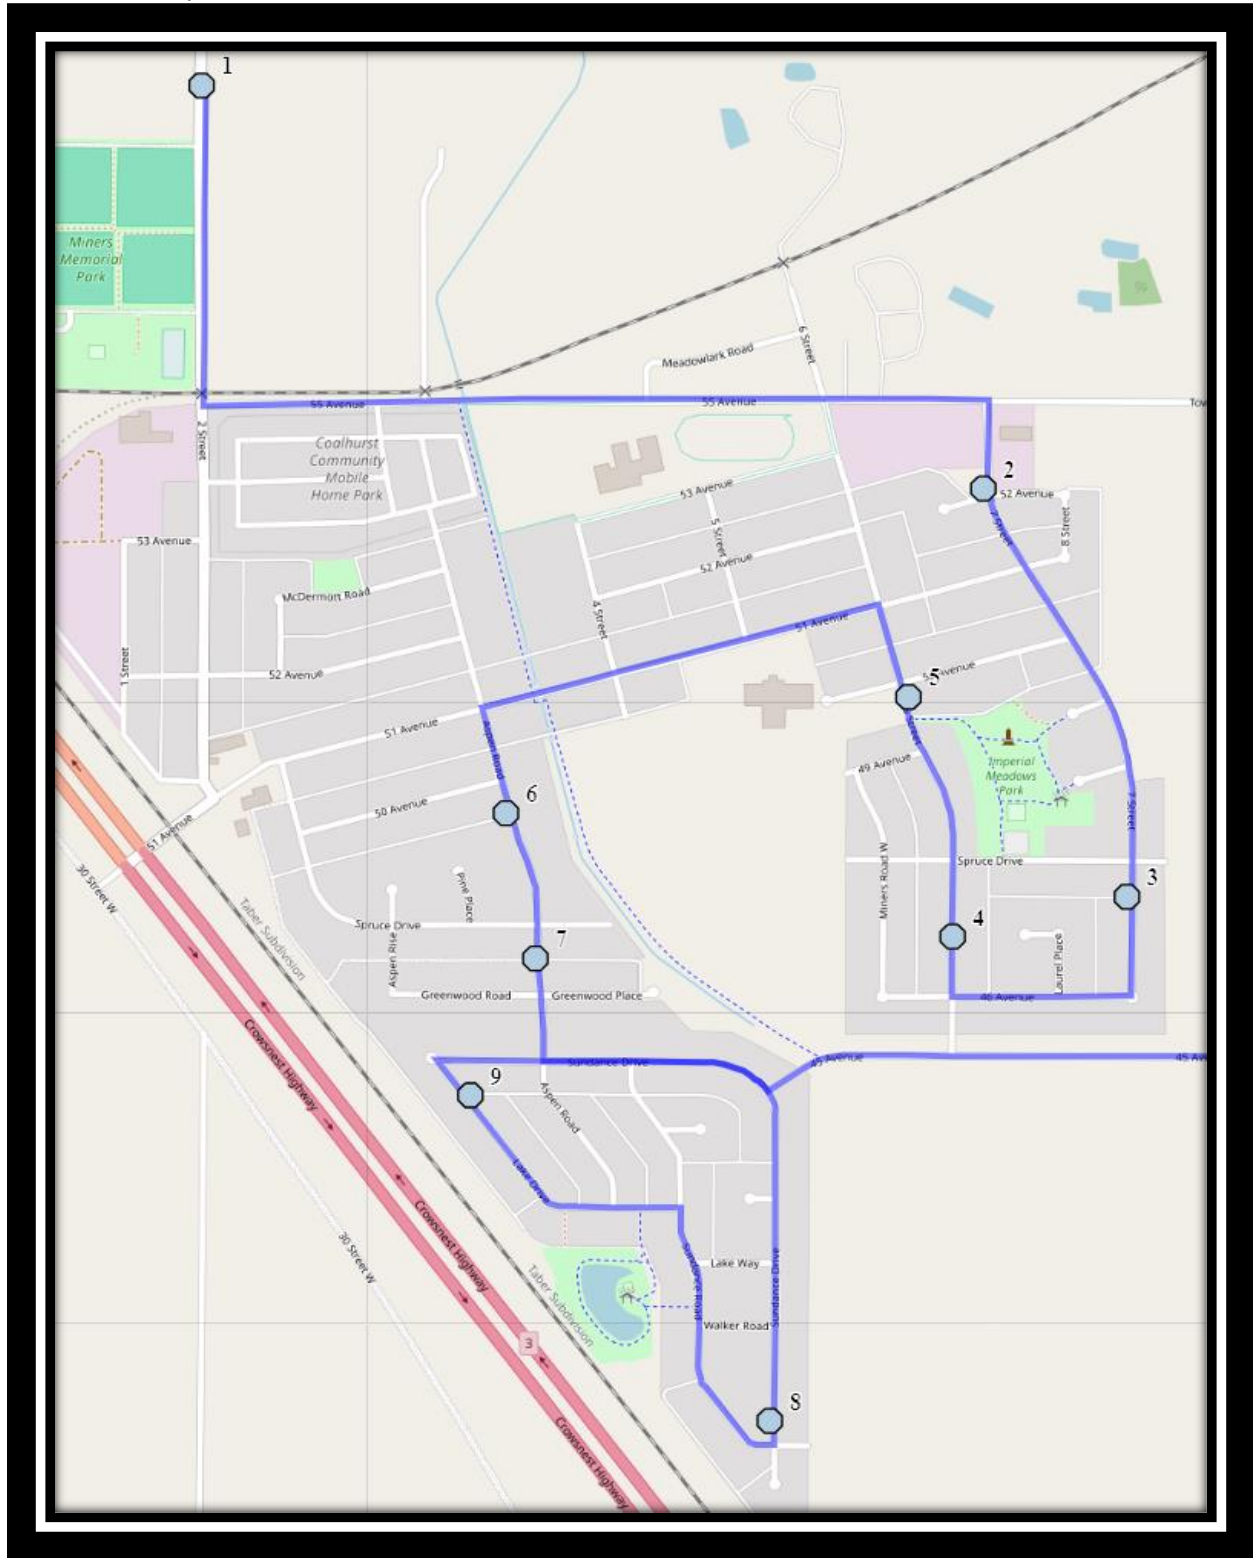 1
Miners
Memorial
Park
6 Street
Meadowlark Road
55 Avenue
55 Avenue
2 Street
Coalhurst
Community
Mobile
Home Park
2
52 Avenue
53 Avenue
7 Street
8 Street
5 Street
53 Avenue
52 Avenue
McDermott Road
4 Street
51 Avenue
1 Street
52 Avenue
5
51 Avenue
Aspen Road
49 Avenue
Imperial
Meadows
Park
6
50 Avenue
7 Street
51 Avenue
Spruce Drive
30 Street W
Pine Place
Miners Road W
3
Taber Subdivision
Spruce Drive
4
7
Aspen Rise
Laurel Place
Greenwood Road
Greenwood Place
46 Avenue
Crowsnest Highway
Sundance Drive
45 Avenue
9
Aspen Road
Lake Drive
Crowsnest Highway
30 Street W
Sundance Road
Lake Way
Sundance Drive
Taber Subdivision
Walker Road
3
8
Crowsnest Highway